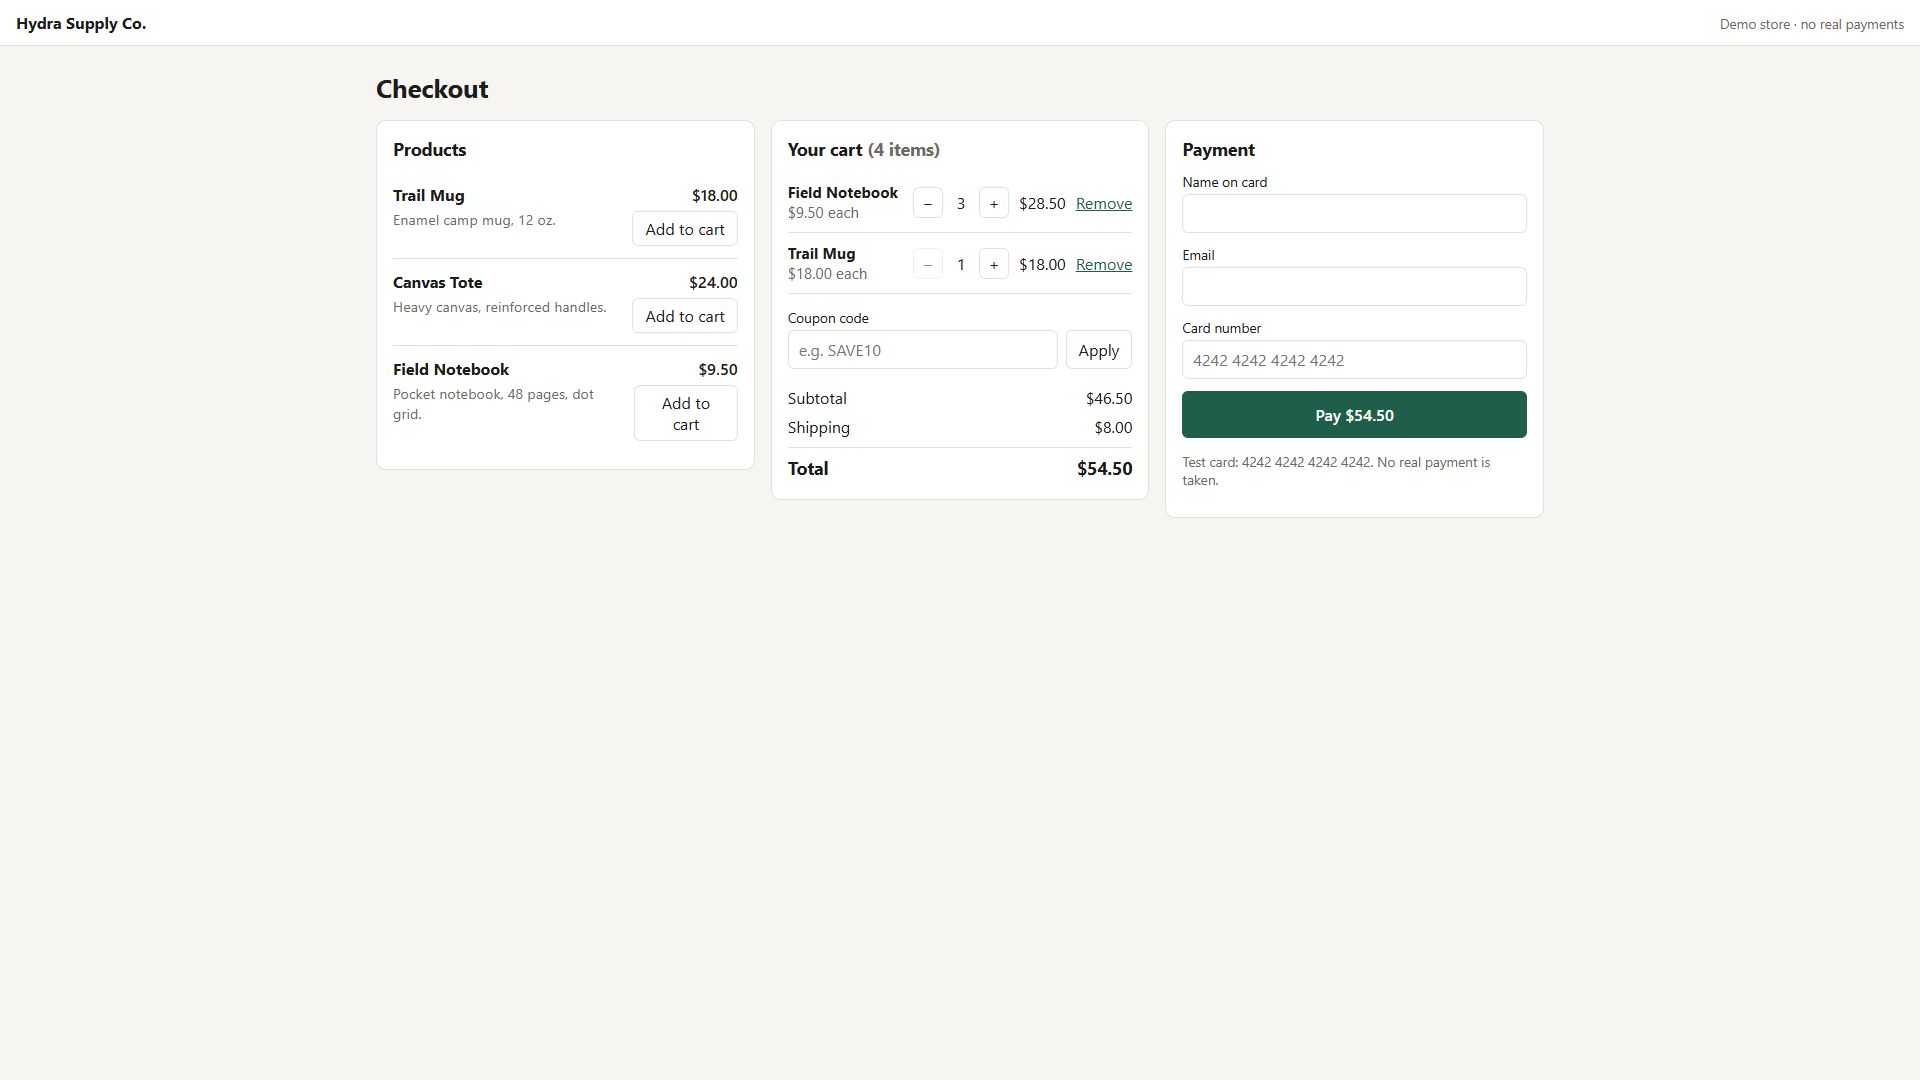 Hydra Supply Co.
Demo store · no real payments
Checkout
Products
Trail Mug
$18.00
Enamel camp mug, 12 oz.
Add to cart
Canvas Tote
$24.00
Heavy canvas, reinforced handles.
Add to cart
Field Notebook
$9.50
Pocket notebook, 48 pages, dot
grid.
Add to
cart
Your cart (4 items)
Field Notebook
$9.50 each
− 3 + $28.50 Remove
Trail Mug
$18.00 each
− 1 + $18.00 Remove
Coupon code
e.g. SAVE10
Apply
Subtotal $46.50
Shipping $8.00
Total $54.50
Payment
Name on card
Email
Card number
4242 4242 4242 4242
Pay $54.50
Test card: 4242 4242 4242 4242. No real payment is
taken.